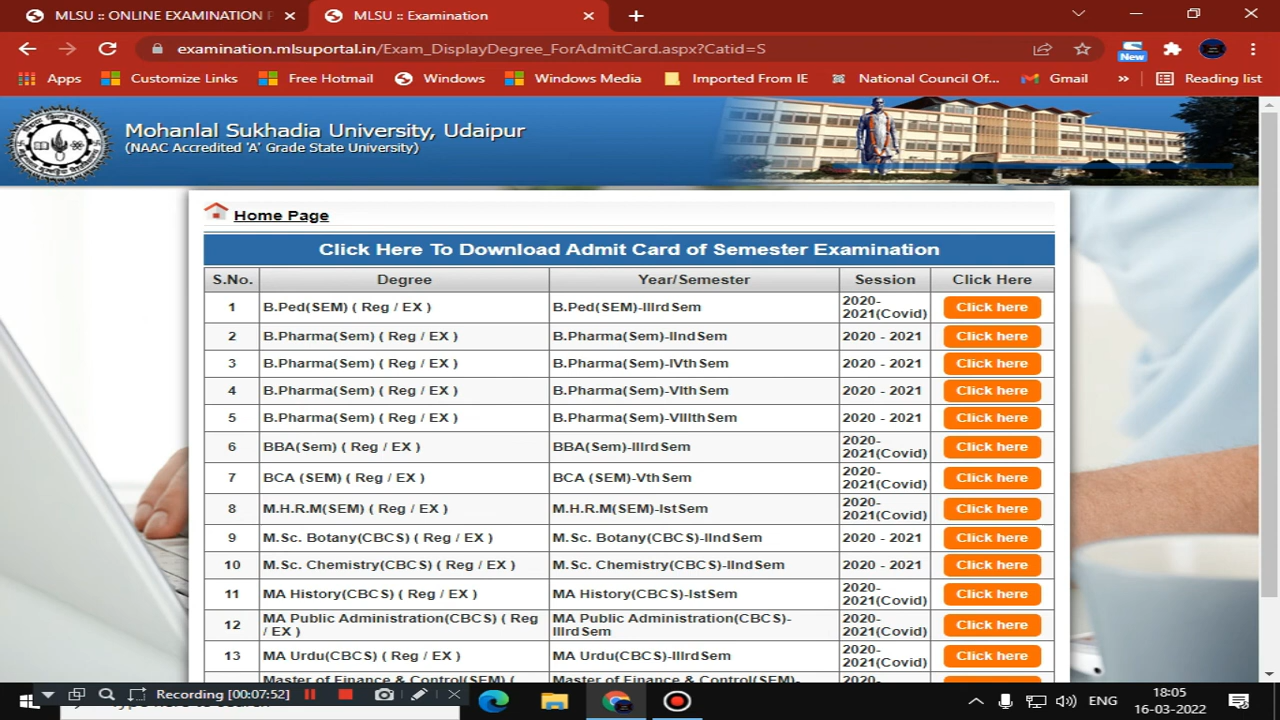 MLSU :: ONLINE EXAMINATION
MLSU :: Examination
examination.mlsuportal.in/Exam_DisplayDegree_ForAdmitCard.aspx?Catid=S
New
Apps Customize Links Free Hotmail Windows Windows Media Imported From IE National Council Of... Gmail » Reading list
Mohanlal Sukhadia University, Udaipur
(NAAC Accredited 'A' Grade State University)
Home Page
Click Here To Download Admit Card of Semester Examination
S.No. Degree Year/Semester Session Click Here
1 B.Ped(SEM) ( Reg / EX ) B.Ped(SEM)-IIIrd Sem 2020-
2021(Covid) Click here
2 B.Pharma(Sem) ( Reg / EX ) B.Pharma(Sem)-IInd Sem 2020 - 2021 Click here
3 B.Pharma(Sem) ( Reg / EX ) B.Pharma(Sem)-IVth Sem 2020 - 2021 Click here
4 B.Pharma(Sem) ( Reg / EX ) B.Pharma(Sem)-VIth Sem 2020 - 2021 Click here
5 B.Pharma(Sem) ( Reg / EX ) B.Pharma(Sem)-VIIIth Sem 2020 - 2021 Click here
6 BBA(Sem) ( Reg / EX ) BBA(Sem)-IIIrd Sem 2020-
2021(Covid) Click here
7 BCA (SEM) ( Reg / EX ) BCA (SEM)-Vth Sem 2020-
2021(Covid) Click here
8 M.H.R.M(SEM) ( Reg / EX ) M.H.R.M(SEM)-Ist Sem 2020-
2021(Covid) Click here
9 M.Sc. Botany(CBCS) ( Reg / EX ) M.Sc. Botany(CBCS)-IInd Sem 2020 - 2021 Click here
10 M.Sc. Chemistry(CBCS) ( Reg / EX ) M.Sc. Chemistry(CBCS)-IInd Sem 2020 - 2021 Click here
11 MA History(CBCS) ( Reg / EX ) MA History(CBCS)-Ist Sem 2020-
2021(Covid) Click here
12 MA Public Administration(CBCS) ( Reg
/ EX ) MA Public Administration(CBCS)-
IIIrd Sem 2020-
2021(Covid) Click here
13 MA Urdu(CBCS) ( Reg / EX ) MA Urdu(CBCS)-IIIrd Sem 2020-
2021(Covid) Click here
Master of Finance & Control(SEM) ( Master of Finance & Control(SEM)- 2020-
Recording [00:07:52]
ENG
18:05
16-03-2022